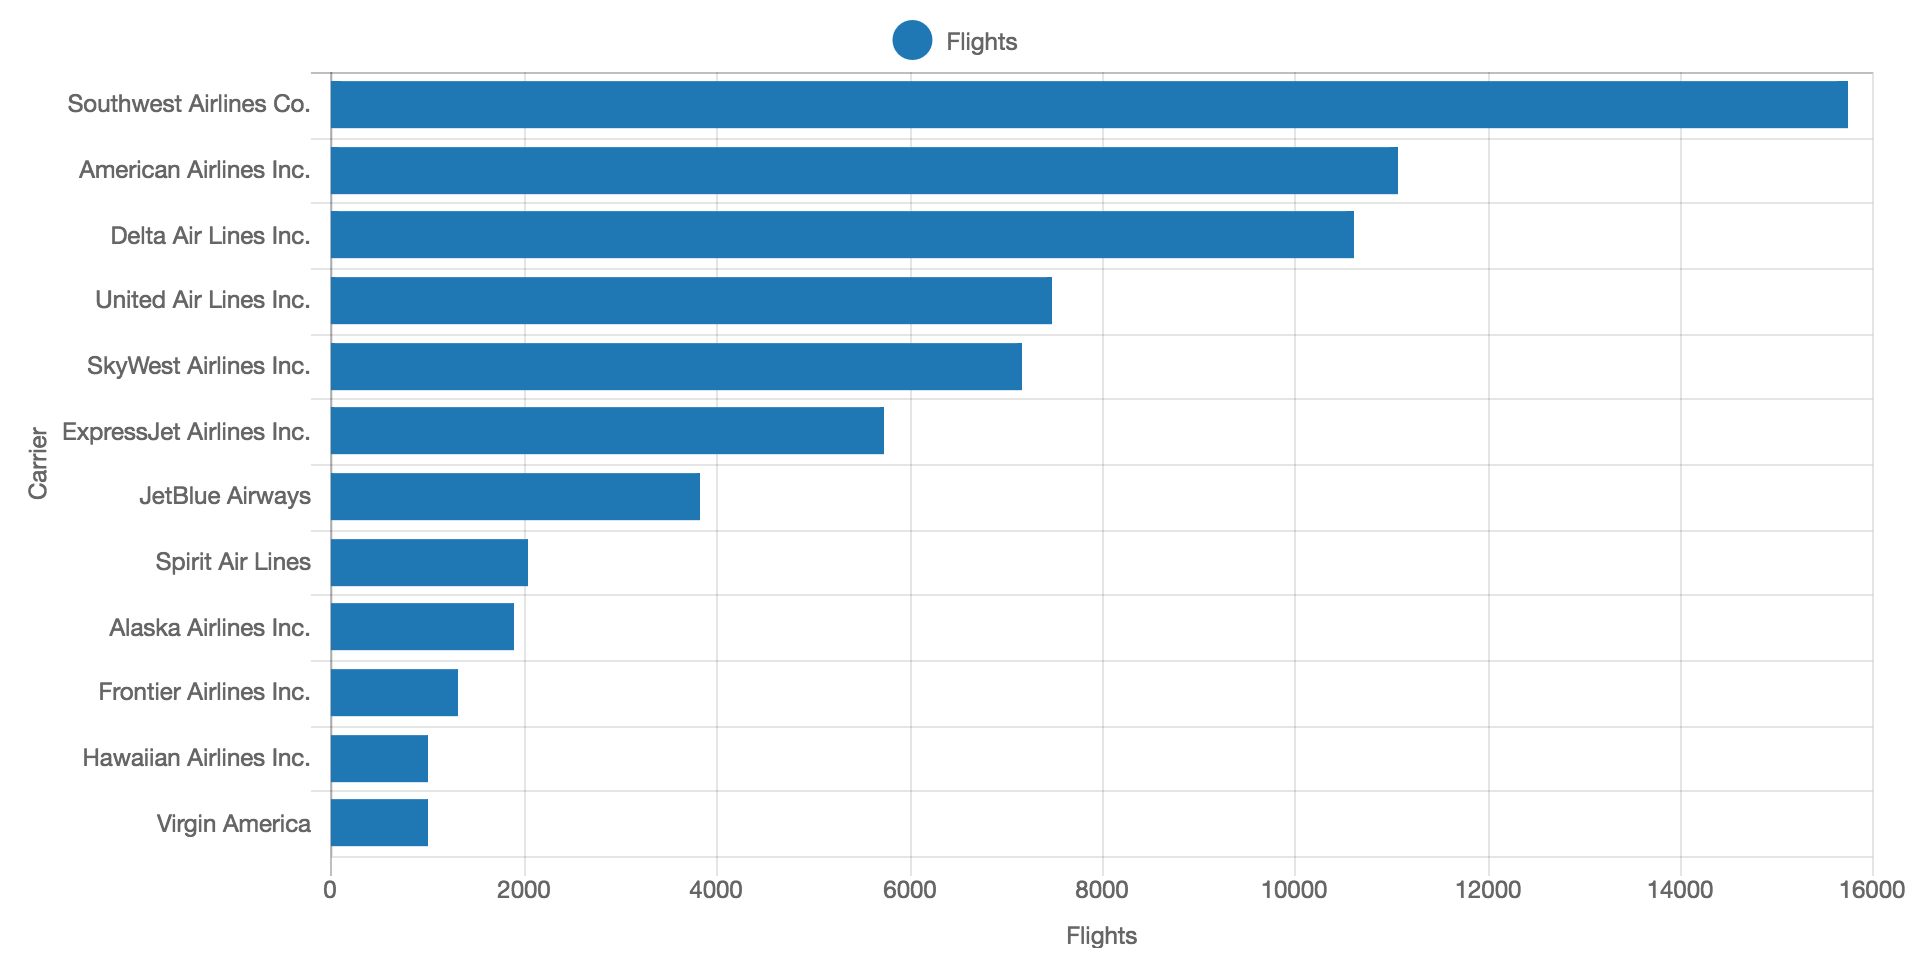 Flights
Southwest Airlines Co.
American Airlines Inc.
Delta Air Lines Inc.
United Air Lines Inc.
SkyWest Airlines Inc.
ExpressJet Airlines Inc.
JetBlue Airways
Spirit Air Lines
Alaska Airlines Inc.
Frontier Airlines Inc.
Hawaiian Airlines Inc.
Virgin America
Carrier
0 2000 4000 6000 8000 10000 12000 14000 16000
Flights